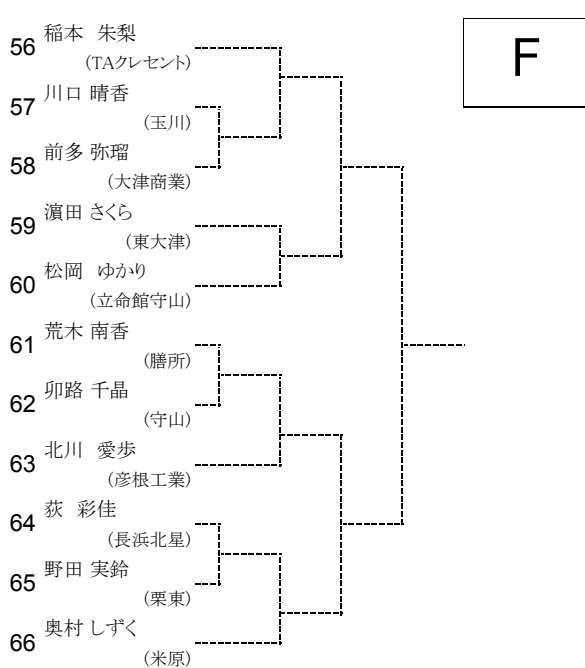 F
56 稲本 朱梨
(TAクレセント)
57 川口 晴香
(玉川)
58 前多 弥瑠
(大津商業)
59 濵田 さくら
(東大津)
60 松岡 ゆかり
(立命館守山)
61 荒木 南香
(膳所)
62 卯路 千晶
(守山)
63 北川 愛歩
(彦根工業)
64 荻 彩佳
(長浜北星)
65 野田 実鈴
(栗東)
66 奥村 しずく
(米原)